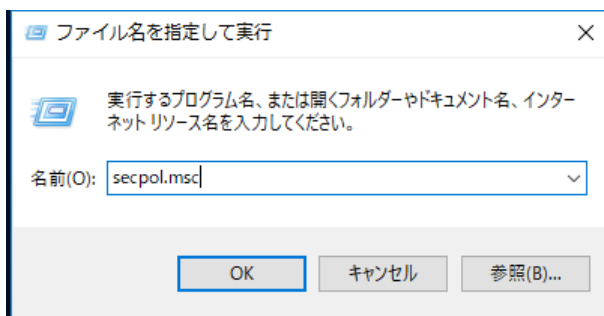 ファイル名を指定して実行
実行するプログラム名、または開くフォルダーやドキュメント名、インター
ネット リソース名を入力してください。
名前(O): secpol.msc
OK キャンセル 参照(B)...